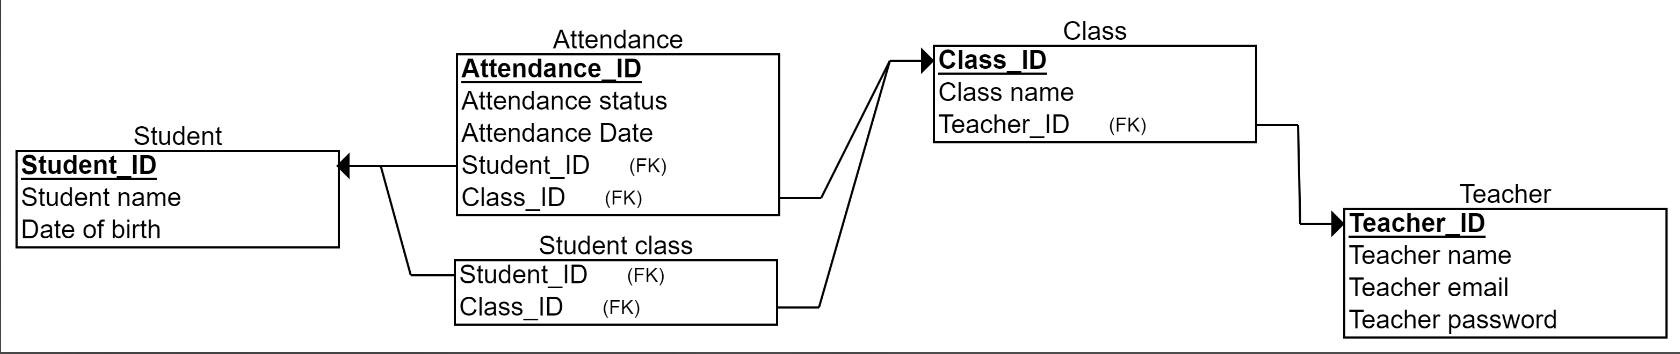 Student
Student_ID
Student name
Date of birth
Attendance
Attendance_ID
Attendance status
Attendance Date
Student_ID (FK)
Class_ID (FK)
Student class
Student_ID (FK)
Class_ID (FK)
Class
Class_ID
Class name
Teacher_ID (FK)
Teacher
Teacher_ID
Teacher name
Teacher email
Teacher password